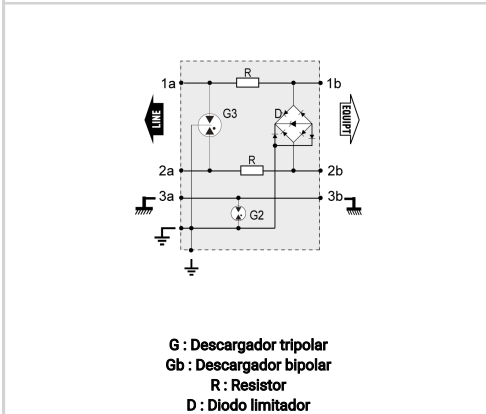 R
1a
1b
G3
D
LINE
EQUIPT
R
2a
2b
3a
3b
G2
G : Descargador tripolar
Gb : Descargador bipolar
R : Resistor
D : Diodo limitador